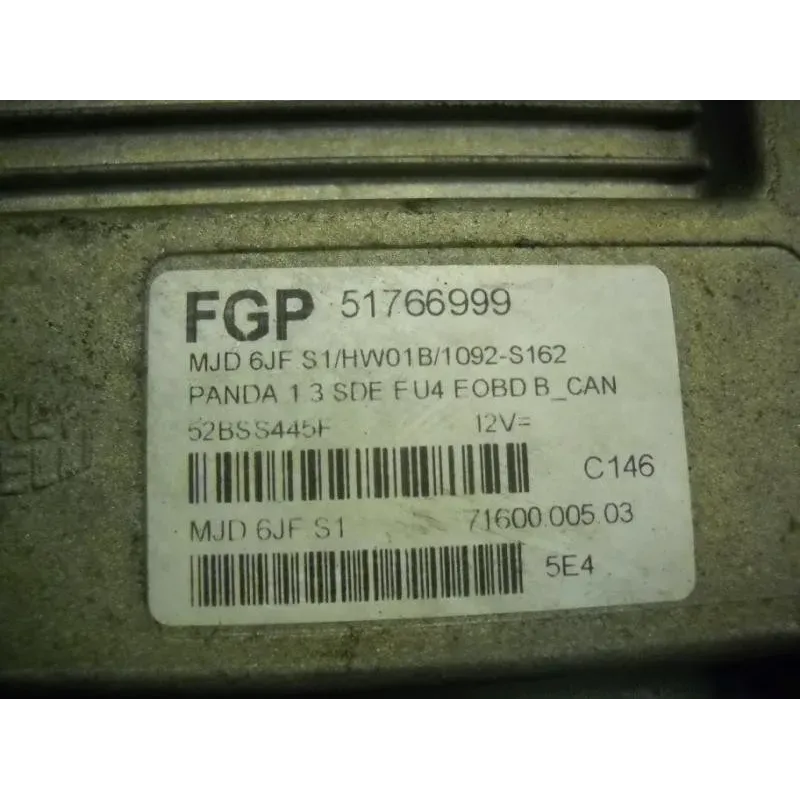 FGP 51766999
MJD 6JF S1/HW01B/1092-S162
PANDA 1.3 SDE EU4 EOBD B_CAN
52BSS445F 12V=
C146
MJD 6JF S1 71600.005.03
5E4